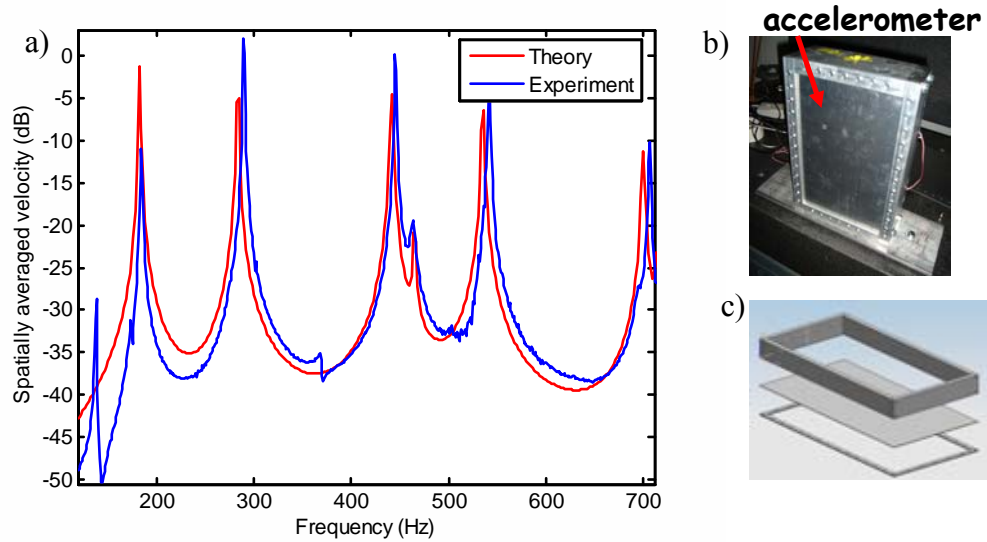 a)
Spatially averaged velocity (dB)
0
-5
-10
-15
-20
-25
-30
-35
-40
-45
-50
200
300
400
500
600
700
Frequency (Hz)
Theory
Experiment
b)
accelerometer
c)